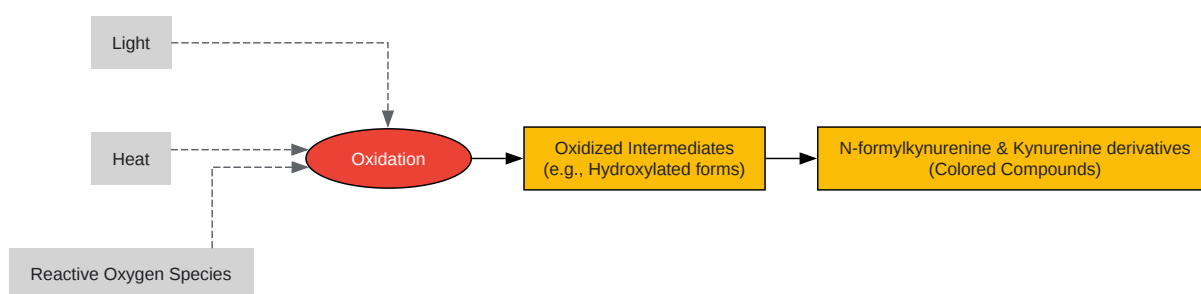 Light
Heat
Reactive Oxygen Species
Oxidation
Oxidized Intermediates
(e.g., Hydroxylated forms)
N-formylkynurenine & Kynurenine derivatives
(Colored Compounds)